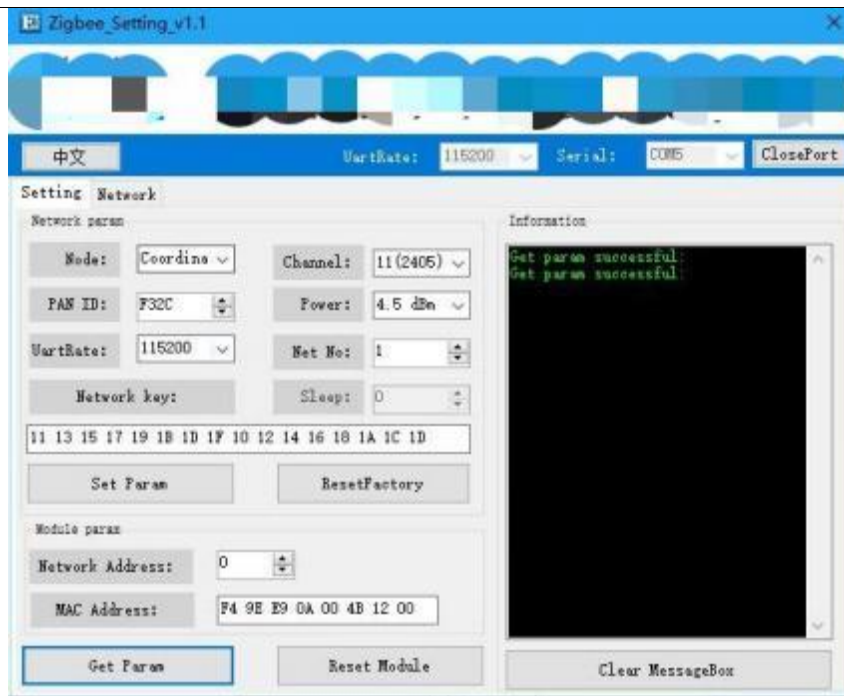 Zigbee_Setting_v1.1
中文 UartRate: 115200 Serial: COM5 ClosePort
Setting Network
Network param
Node: Coordina Channel: 11(2405)
PAN ID: F32C Power: 4.5 dBm
UartRate: 115200 Net No: 1
Network key: Sleep: 0
11 13 15 17 19 1B 1D 1F 10 12 14 16 18 1A 1C 1D
Set Param ResetFactory
Module param
Network Address: 0
MAC Address: F4 9E E9 0A 00 4B 12 00
Get Param Reset Module
Information
Get param successful
Get param successful
Clear MessageBox